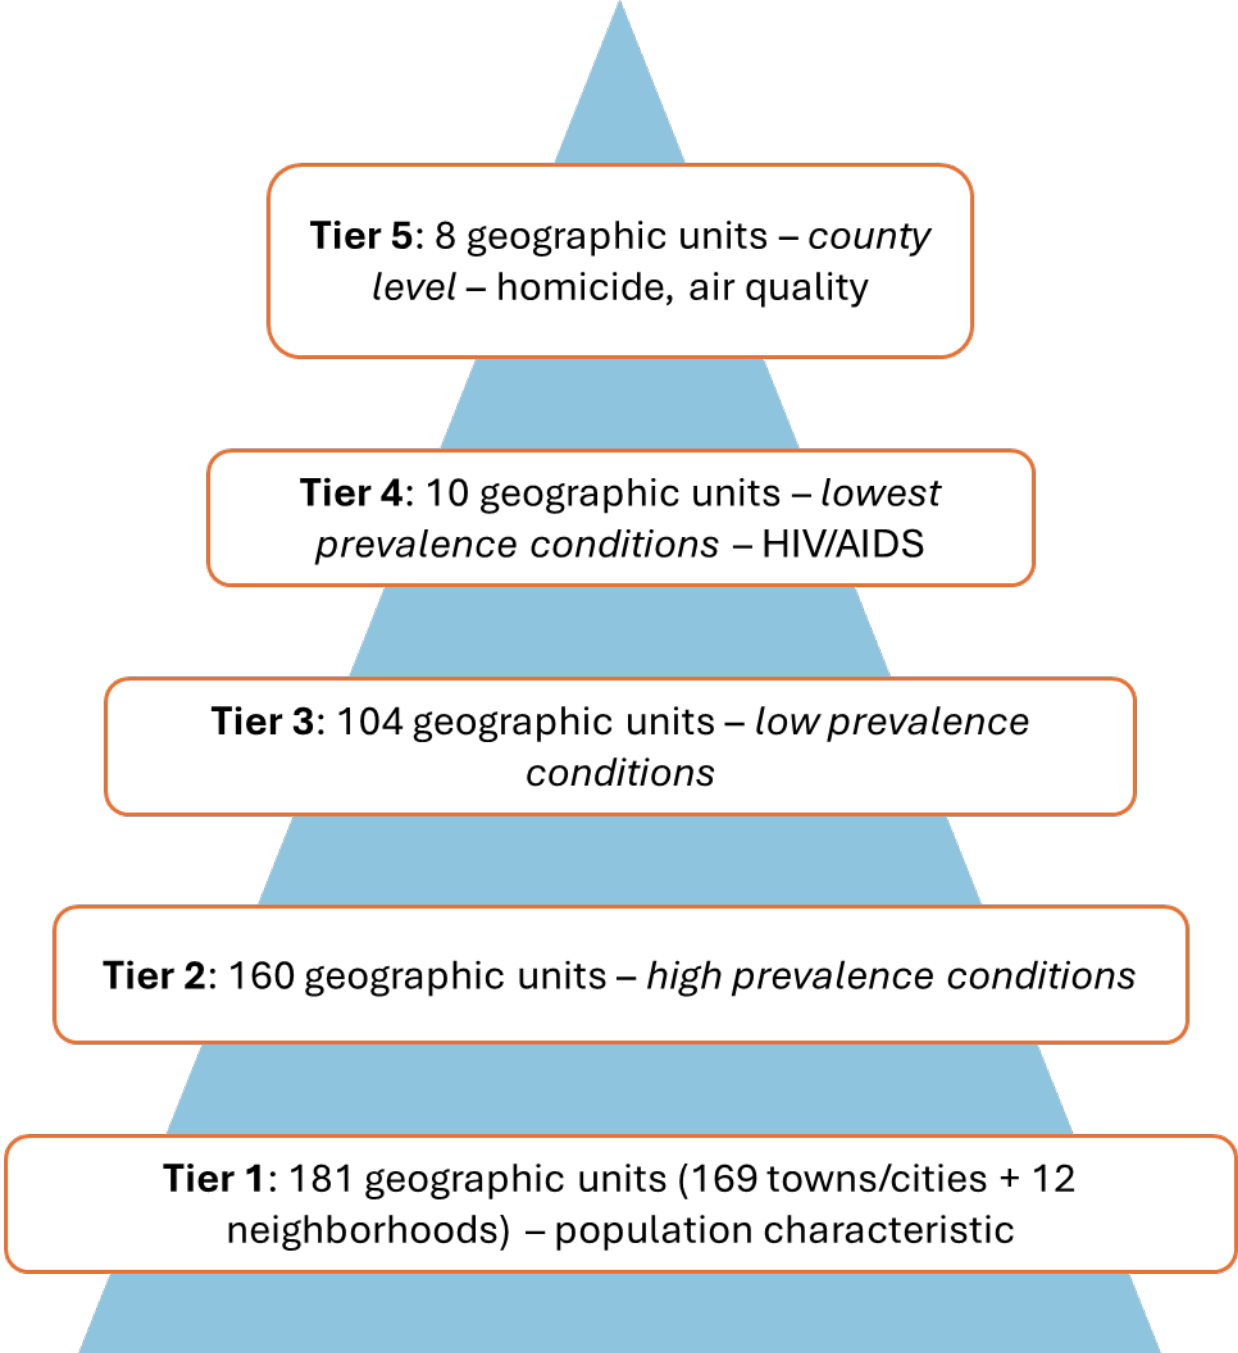 Tier 5: 8 geographic units – county
level – homicide, air quality
Tier 4: 10 geographic units – lowest
prevalence conditions – HIV/AIDS
Tier 3: 104 geographic units – low prevalence
conditions
Tier 2: 160 geographic units – high prevalence conditions
Tier 1: 181 geographic units (169 towns/cities + 12
neighborhoods) – population characteristic